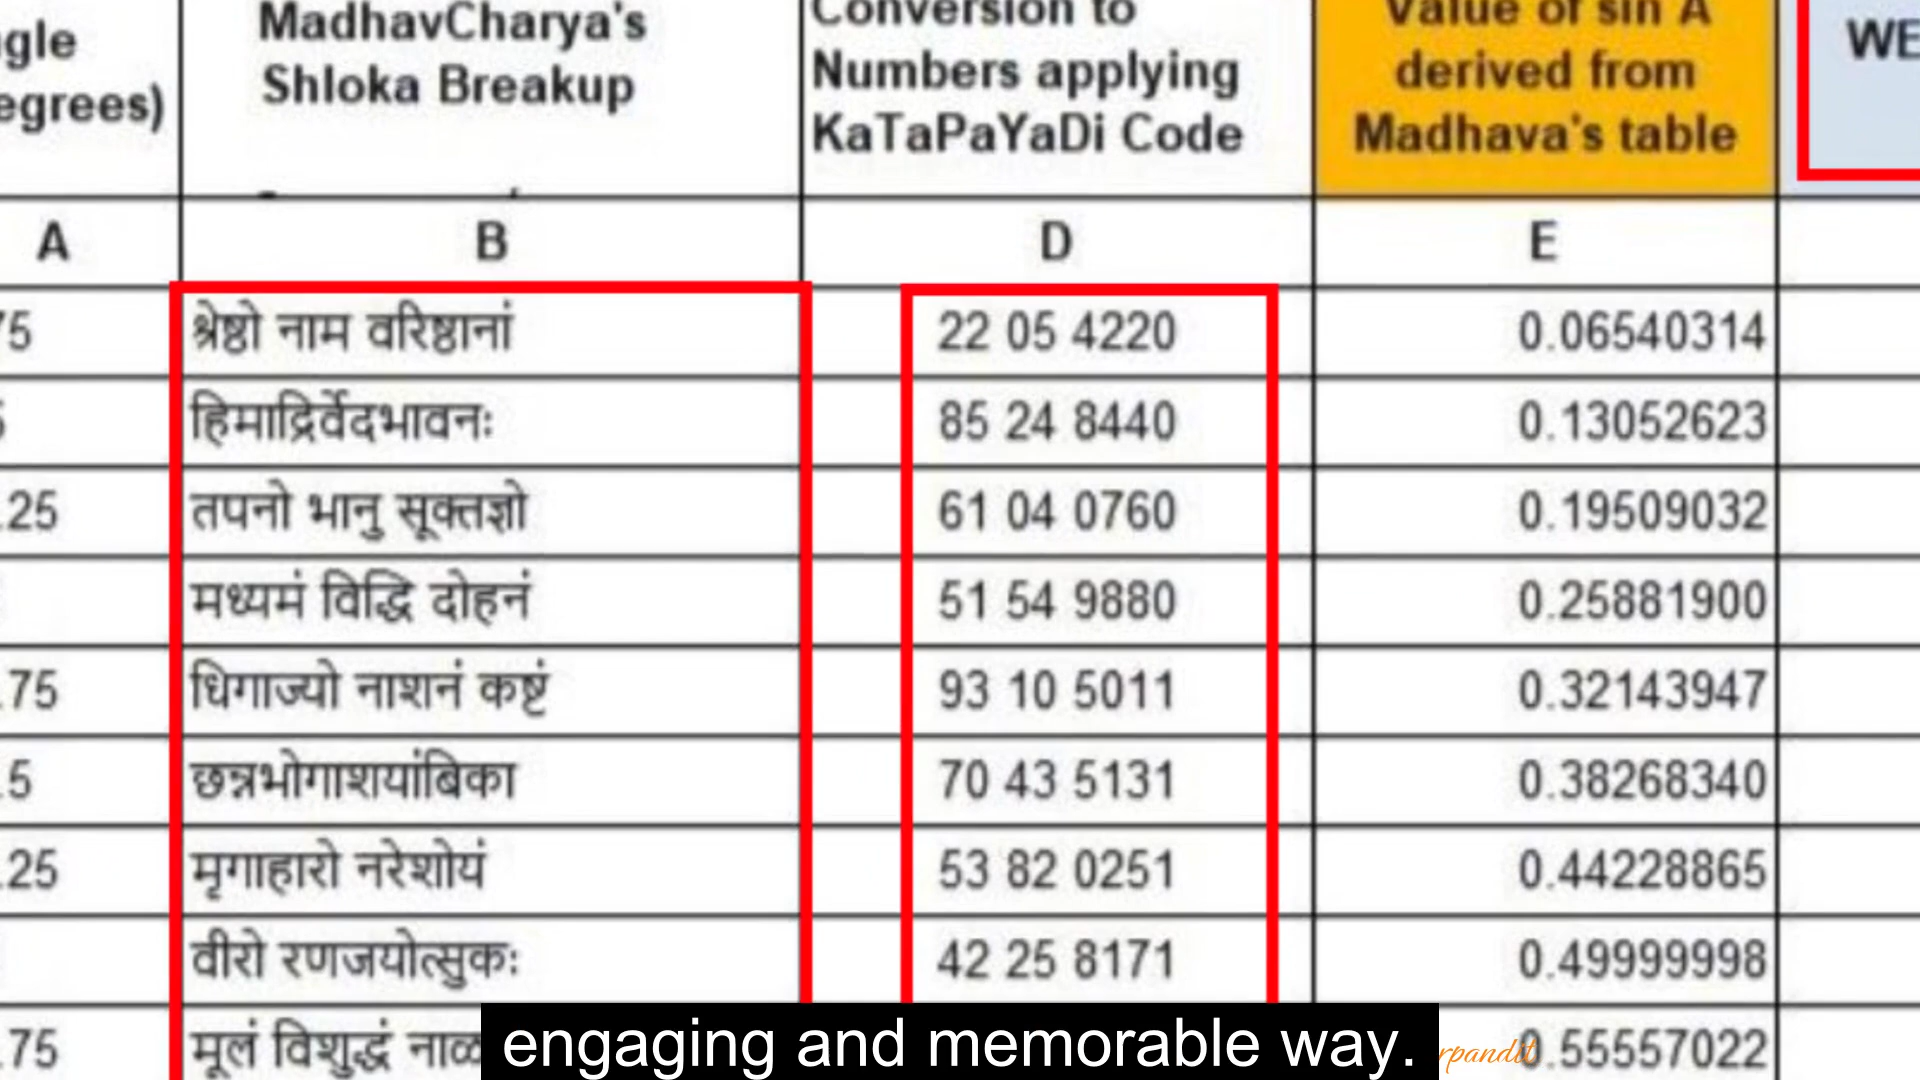 gle
egrees)
MadhavCharya's
Shloka Breakup
Conversion to
Numbers applying
KaTaPaYaDi Code
Value of sin A
derived from
Madhava's table
WE
A B D E
75 श्रेष्ठो नाम वरिष्ठानां 22 05 4220 0.06540314
हिमाद्रिर्वेदभावनः 85 24 8440 0.13052623
.25 तपनो भानु सूक्तज्ञो 61 04 0760 0.19509032
मध्यमं विद्धि दोहनं 51 54 9880 0.25881900
.75 धिगाज्यो नाशनं कष्टं 93 10 5011 0.32143947
.5 छन्नभोगाशयांबिका 70 43 5131 0.38268340
.25 मृगाहारो नरेशोयं 53 82 0251 0.44228865
वीरो रणजयोत्सुकः 42 25 8171 0.49999998
.75 मूलं विशुद्धं नाळ 0.55557022
engaging and memorable way.
rpandit